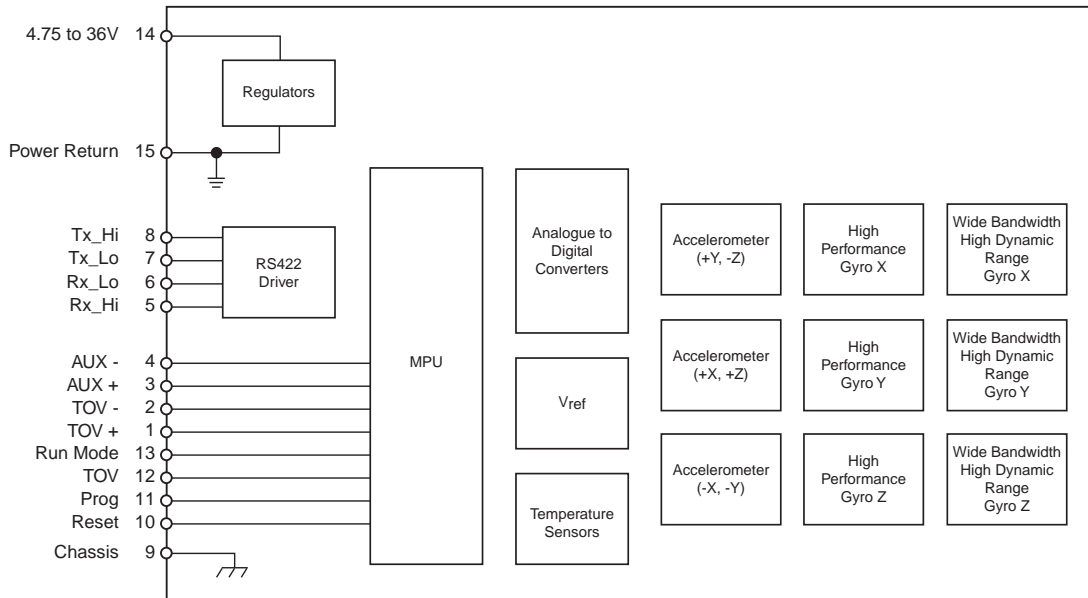 4.75 to 36V 14
Regulators
Power Return 15
Tx_Hi 8
Tx_Lo 7
Rx_Lo 6
Rx_Hi 5
RS422
Driver
AUX - 4
AUX + 3
TOV - 2
TOV + 1
Run Mode 13
TOV 12
Prog 11
Reset 10
Chassis 9
MPU
Analogue to
Digital
Converters
Vref
Temperature
Sensors
Accelerometer
(+Y, -Z)
High
Performance
Gyro X
Wide Bandwidth
High Dynamic
Range
Gyro X
Accelerometer
(+X, +Z)
High
Performance
Gyro Y
Wide Bandwidth
High Dynamic
Range
Gyro Y
Accelerometer
(-X, -Y)
High
Performance
Gyro Z
Wide Bandwidth
High Dynamic
Range
Gyro Z